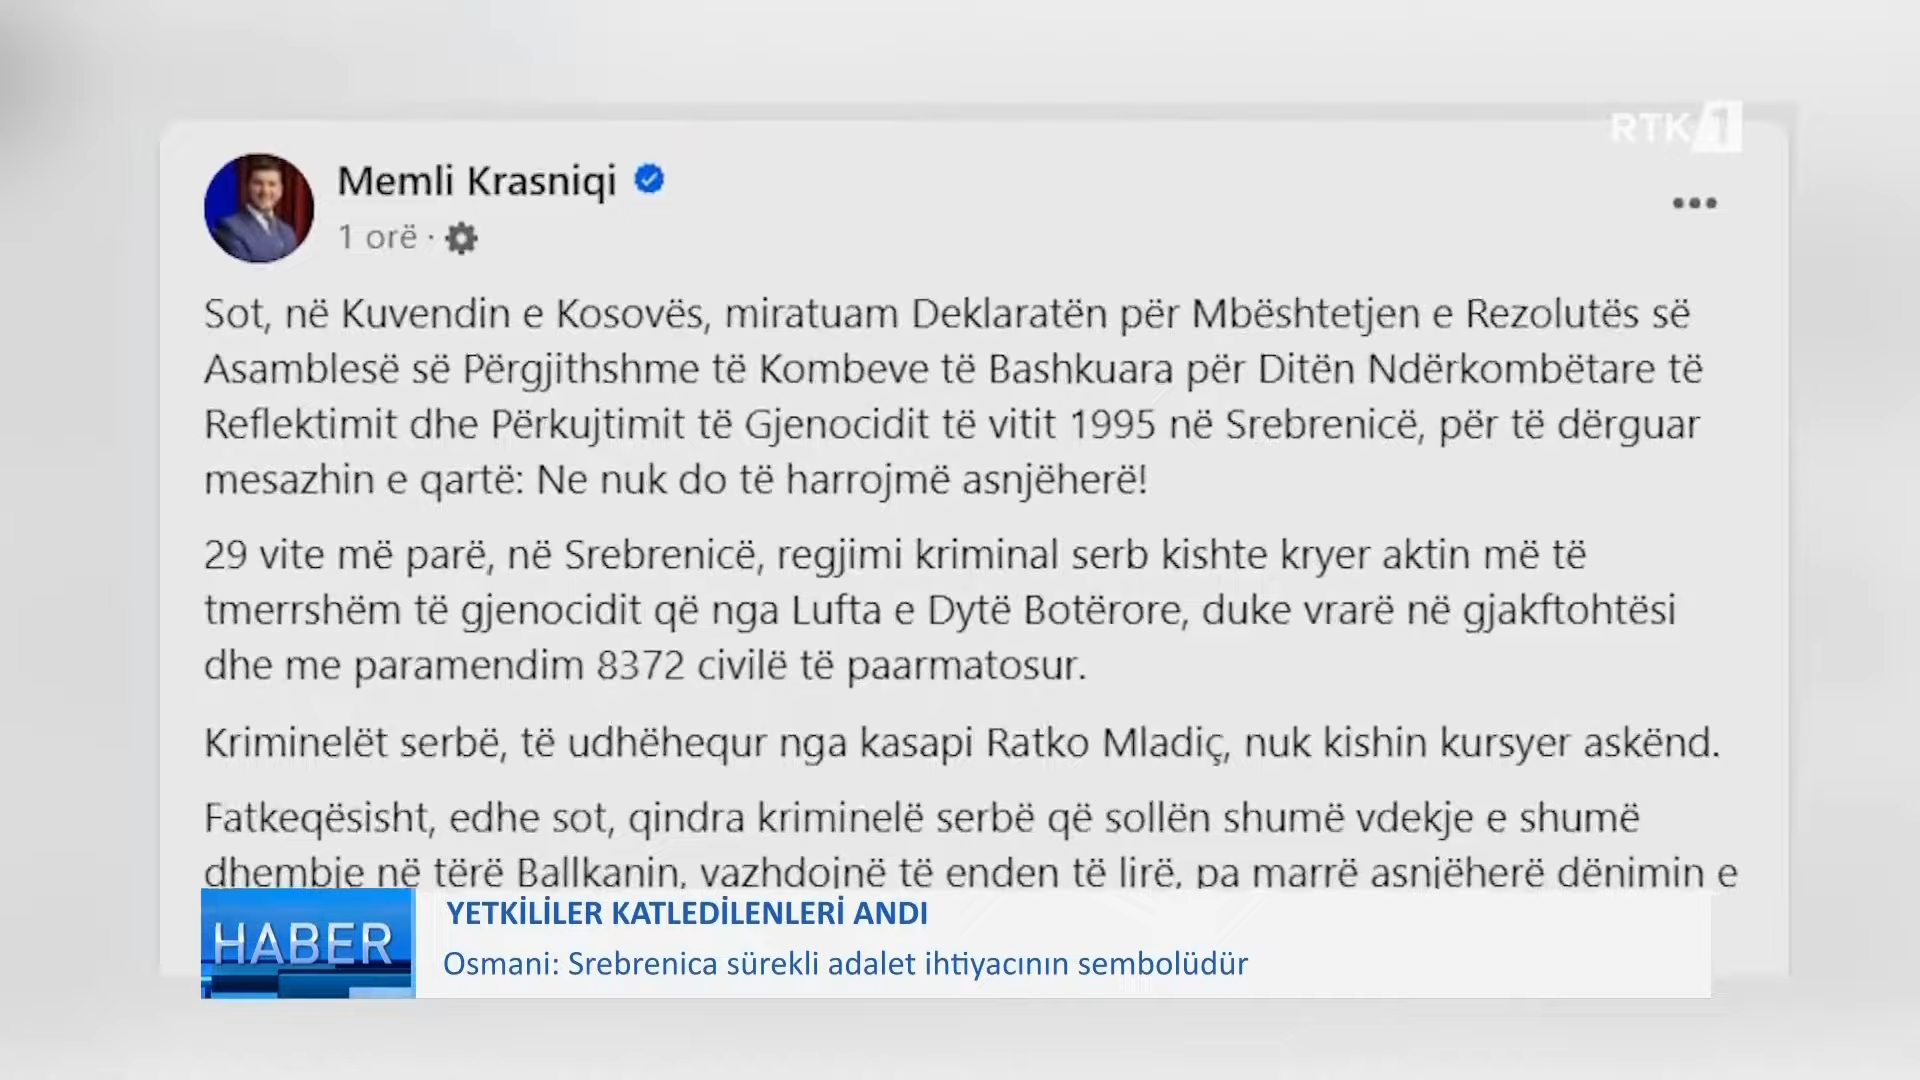 RTK 1
Memli Krasniqi
1 orë ·
Sot, në Kuvendin e Kosovës, miratuam Deklaratën për Mbështetjen e Rezolutës së
Asamblesë së Përgjithshme të Kombeve të Bashkuara për Ditën Ndërkombëtare të
Reflektimit dhe Përkujtimit të Gjenocidit të vitit 1995 në Srebrenicë, për të dërguar
mesazhin e qartë: Ne nuk do të harrojmë asnjëherë!
29 vite më parë, në Srebrenicë, regjimi kriminal serb kishte kryer aktin më të
tmerrshëm të gjenocidit që nga Lufta e Dytë Botërore, duke vrarë në gjakftohtësi
dhe me paramendim 8372 civilë të paarmatosur.
Kriminelët serbë, të udhëhequr nga kasapi Ratko Mladiç, nuk kishin kursyer askënd.
Fatkeqësisht, edhe sot, qindra kriminelë serbë që sollën shumë vdekje e shumë
dhembje në tërë Ballkanin, vazhdojnë të enden të lirë, pa marrë asnjëherë dënimin e
HABER
YETKİLİLER KATLEDİLENLERİ ANDI
Osmani: Srebrenica sürekli adalet ihtiyacının sembolüdür